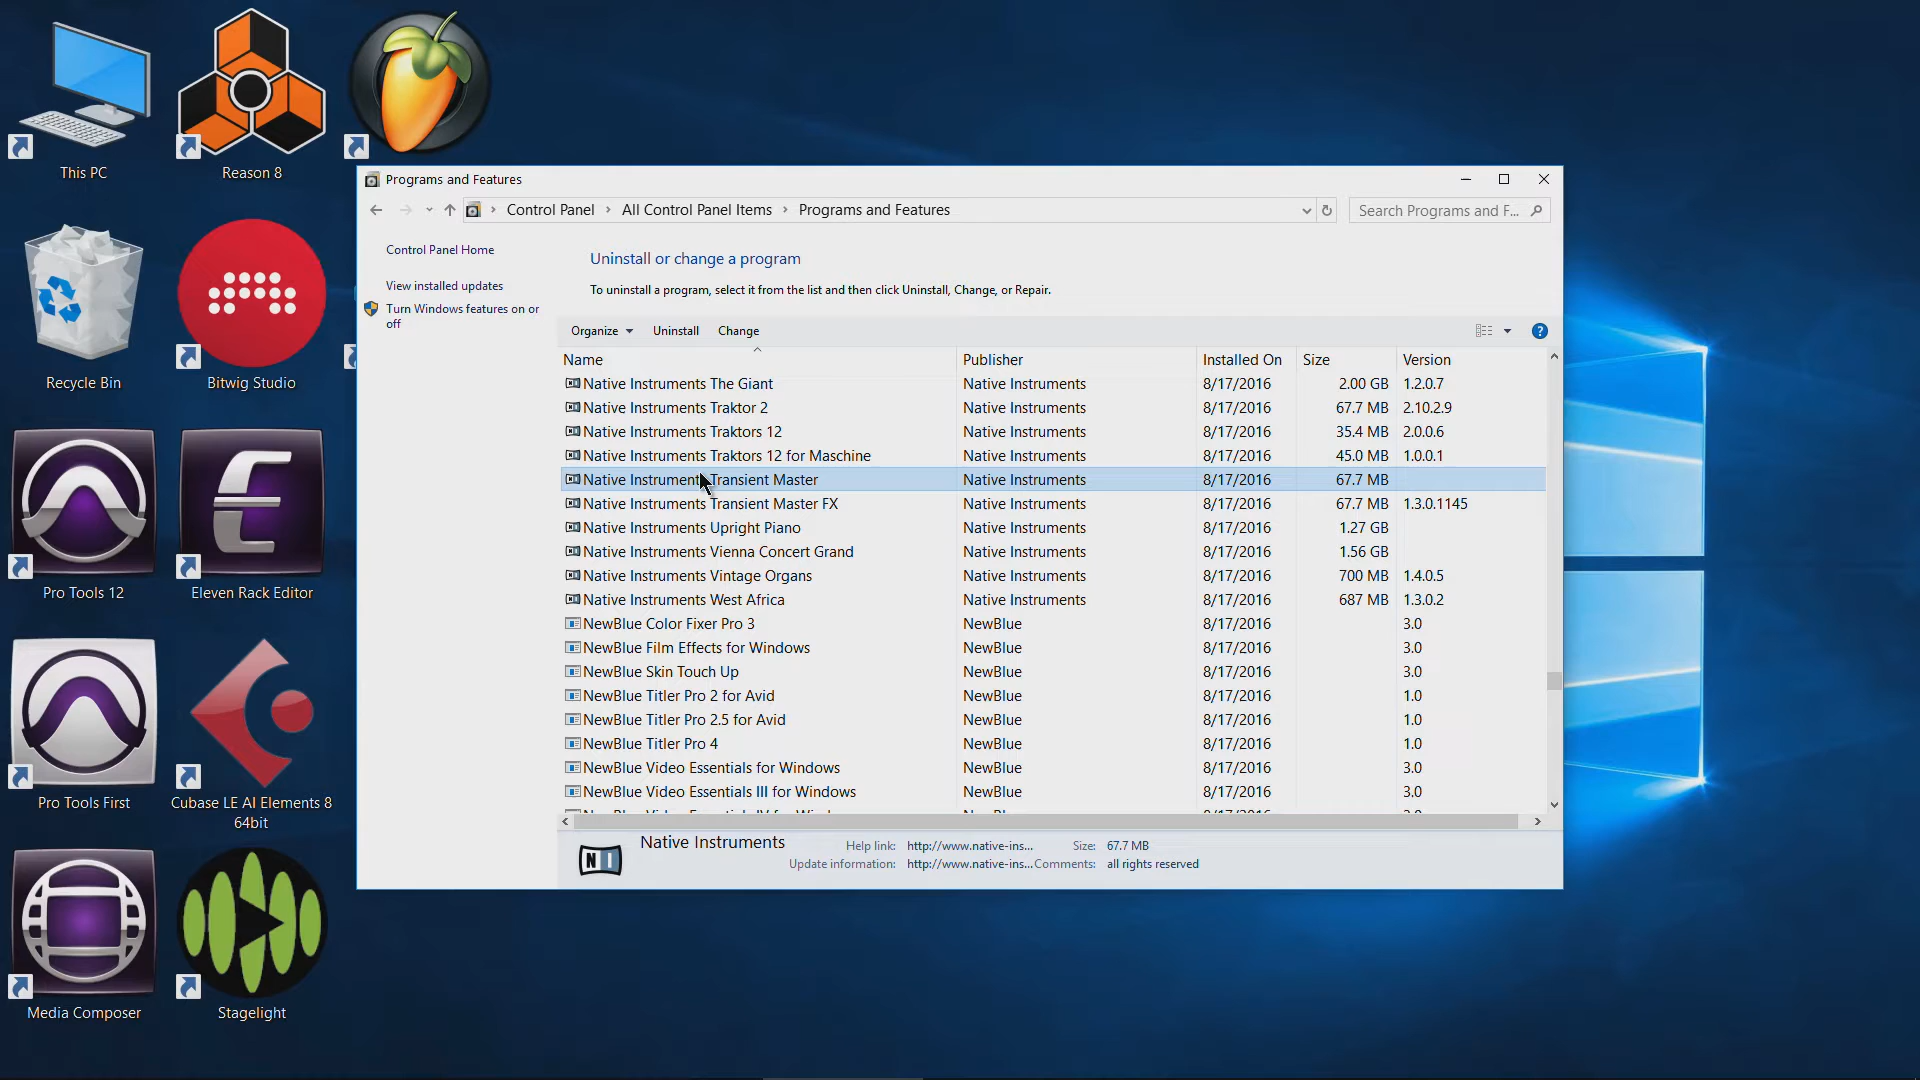 This PC
Reason 8
Recycle Bin
Bitwig Studio
Pro Tools 12
Eleven Rack Editor
Pro Tools First
Cubase LE AI Elements 8
64bit
Media Composer
Stagelight
Programs and Features
Control Panel > All Control Panel Items > Programs and Features
Search Programs and F...
Control Panel Home
View installed updates
Turn Windows features on or
off
Uninstall or change a program
To uninstall a program, select it from the list and then click Uninstall, Change, or Repair.
Organize Uninstall Change
Name Publisher Installed On Size Version
Native Instruments The Giant Native Instruments 8/17/2016 2.00 GB 1.2.0.7
Native Instruments Traktor 2 Native Instruments 8/17/2016 67.7 MB 2.10.2.9
Native Instruments Traktors 12 Native Instruments 8/17/2016 35.4 MB 2.0.0.6
Native Instruments Traktors 12 for Maschine Native Instruments 8/17/2016 45.0 MB 1.0.0.1
Native Instruments Transient Master Native Instruments 8/17/2016 67.7 MB
Native Instruments Transient Master FX Native Instruments 8/17/2016 67.7 MB 1.3.0.1145
Native Instruments Upright Piano Native Instruments 8/17/2016 1.27 GB
Native Instruments Vienna Concert Grand Native Instruments 8/17/2016 1.56 GB
Native Instruments Vintage Organs Native Instruments 8/17/2016 700 MB 1.4.0.5
Native Instruments West Africa Native Instruments 8/17/2016 687 MB 1.3.0.2
NewBlue Color Fixer Pro 3 NewBlue 8/17/2016 3.0
NewBlue Film Effects for Windows NewBlue 8/17/2016 3.0
NewBlue Skin Touch Up NewBlue 8/17/2016 3.0
NewBlue Titler Pro 2 for Avid NewBlue 8/17/2016 1.0
NewBlue Titler Pro 2.5 for Avid NewBlue 8/17/2016 1.0
NewBlue Titler Pro 4 NewBlue 8/17/2016 1.0
NewBlue Video Essentials for Windows NewBlue 8/17/2016 3.0
NewBlue Video Essentials III for Windows NewBlue 8/17/2016 3.0
NI
Native Instruments
Help link: http://www.native-ins... Size: 67.7 MB
Update information: http://www.native-ins... Comments: all rights reserved